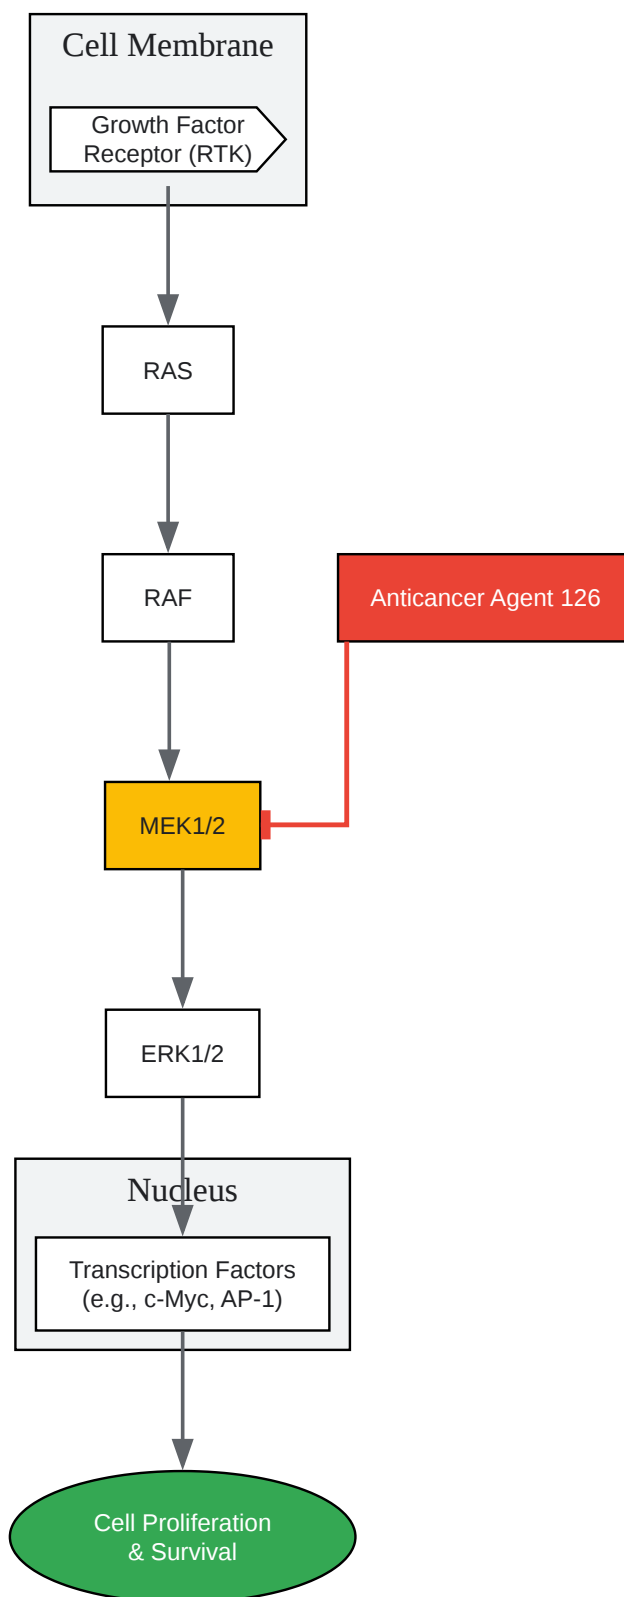 Cell Membrane
Growth Factor
Receptor (RTK)
RAS
RAF
Anticancer Agent 126
MEK1/2
ERK1/2
Nucleus
Transcription Factors
(e.g., c-Myc, AP-1)
Cell Proliferation
& Survival